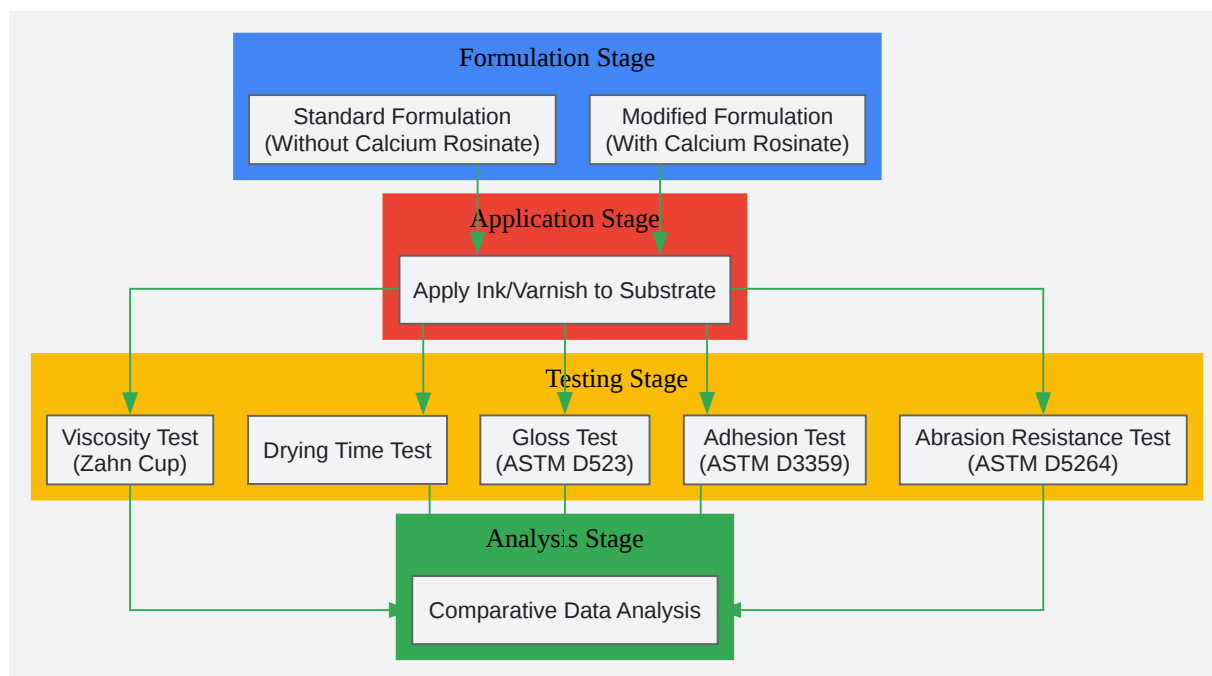 Formulation Stage
Standard Formulation
(Without Calcium Rosinate)
Modified Formulation
(With Calcium Rosinate)
Application Stage
Apply Ink/Varnish to Substrate
Testing Stage
Viscosity Test
(Zahn Cup)
Drying Time Test
Gloss Test
(ASTM D523)
Adhesion Test
(ASTM D3359)
Abrasion Resistance Test
(ASTM D5264)
Analysis Stage
Comparative Data Analysis